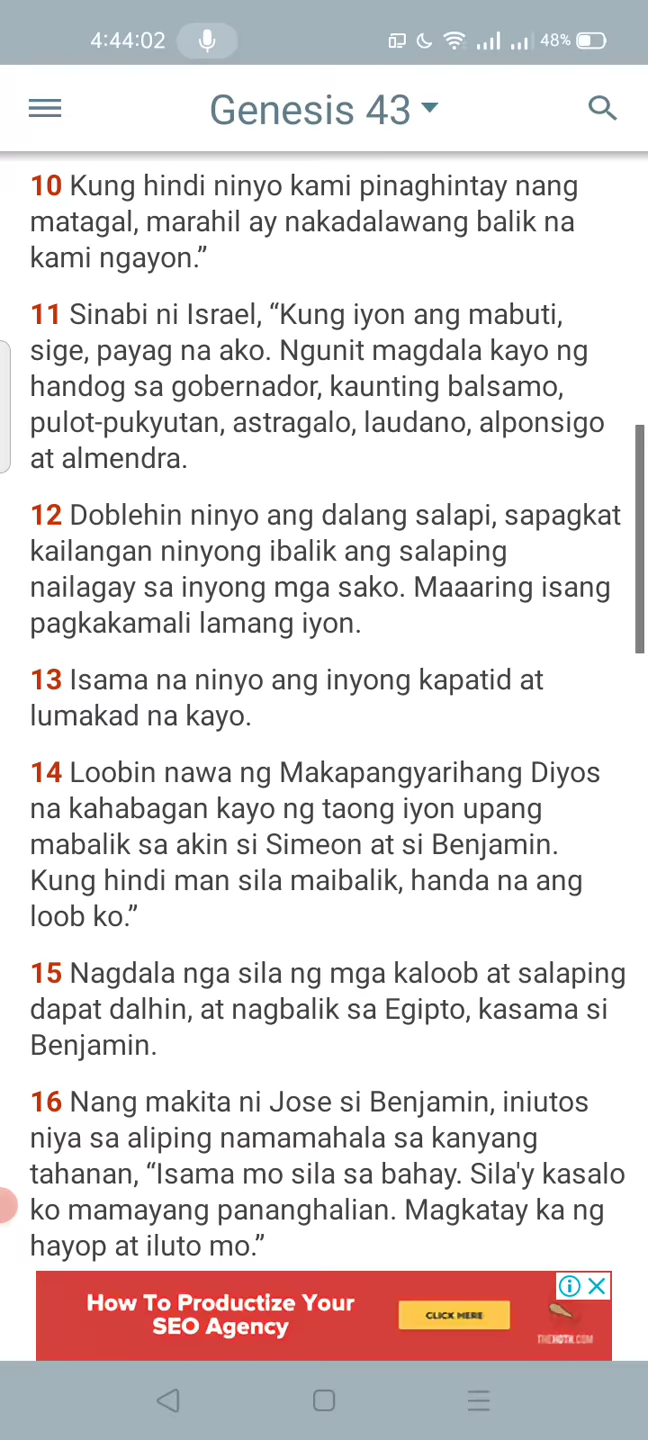 4:44:02
48%
Genesis 43
10 Kung hindi ninyo kami pinaghintay nang
matagal, marahil ay nakadalawang balik na
kami ngayon.”
11 Sinabi ni Israel, “Kung iyon ang mabuti,
sige, payag na ako. Ngunit magdala kayo ng
handog sa gobernador, kaunting balsamo,
pulot-pukyutan, astragalo, laudano, alponsigo
at almendra.
12 Doblehin ninyo ang dalang salapi, sapagkat
kailangan ninyong ibalik ang salaping
nailagay sa inyong mga sako. Maaaring isang
pagkakamali lamang iyon.
13 Isama na ninyo ang inyong kapatid at
lumakad na kayo.
14 Loobin nawa ng Makapangyarihang Diyos
na kahabagan kayo ng taong iyon upang
mabalik sa akin si Simeon at si Benjamin.
Kung hindi man sila maibalik, handa na ang
loob ko.”
15 Nagdala nga sila ng mga kaloob at salaping
dapat dalhin, at nagbalik sa Egipto, kasama si
Benjamin.
16 Nang makita ni Jose si Benjamin, iniutos
niya sa aliping namamahala sa kanyang
tahanan, “Isama mo sila sa bahay. Sila'y kasalo
ko mamayang pananghalian. Magkatay ka ng
hayop at iluto mo.”
How To Productize Your
SEO Agency
CLICK HERE
THEHOTH.COM